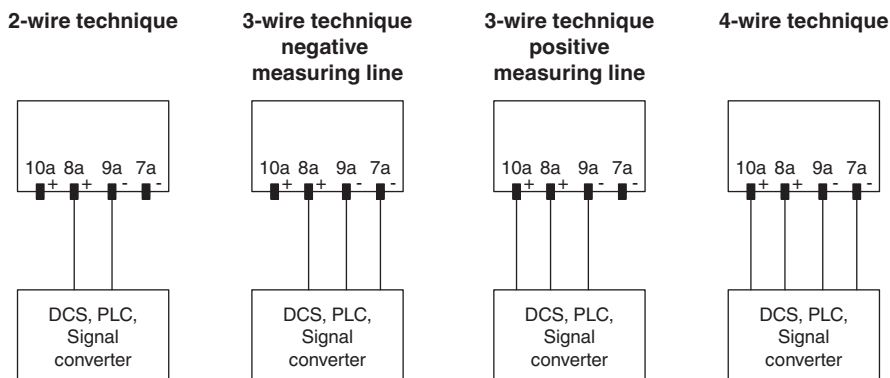 2-wire technique
3-wire technique
negative
measuring line
3-wire technique
positive
measuring line
4-wire technique
10a 8a 9a 7a
+ + - -
10a 8a 9a 7a
+ + - -
10a 8a 9a 7a
+ + - -
10a 8a 9a 7a
+ + - -
DCS, PLC,
Signal
converter
DCS, PLC,
Signal
converter
DCS, PLC,
Signal
converter
DCS, PLC,
Signal
converter